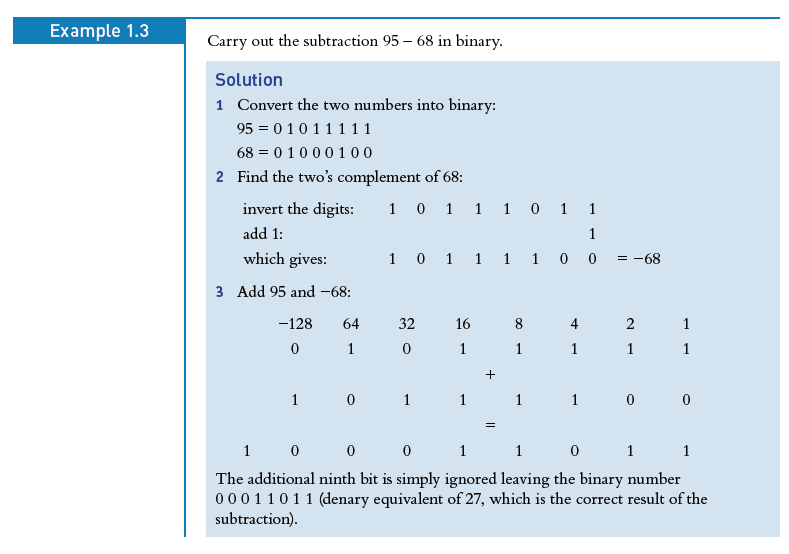 Example 1.3
Carry out the subtraction 95 – 68 in binary.
Solution
1 Convert the two numbers into binary:
95 = 0 1 0 1 1 1 1 1
68 = 0 1 0 0 0 1 0 0
2 Find the two's complement of 68:
invert the digits: 1 0 1 1 1 0 1 1
add 1: 1
which gives: 1 0 1 1 1 1 0 0 = −68
3 Add 95 and −68:
−128 64 32 16 8 4 2 1
0 1 0 1 1 1 1 1
+
1 0 1 1 1 1 0 0
=
1 0 0 0 1 1 0 1 1
The additional ninth bit is simply ignored leaving the binary number
0 0 0 1 1 0 1 1 (denary equivalent of 27, which is the correct result of the
subtraction).